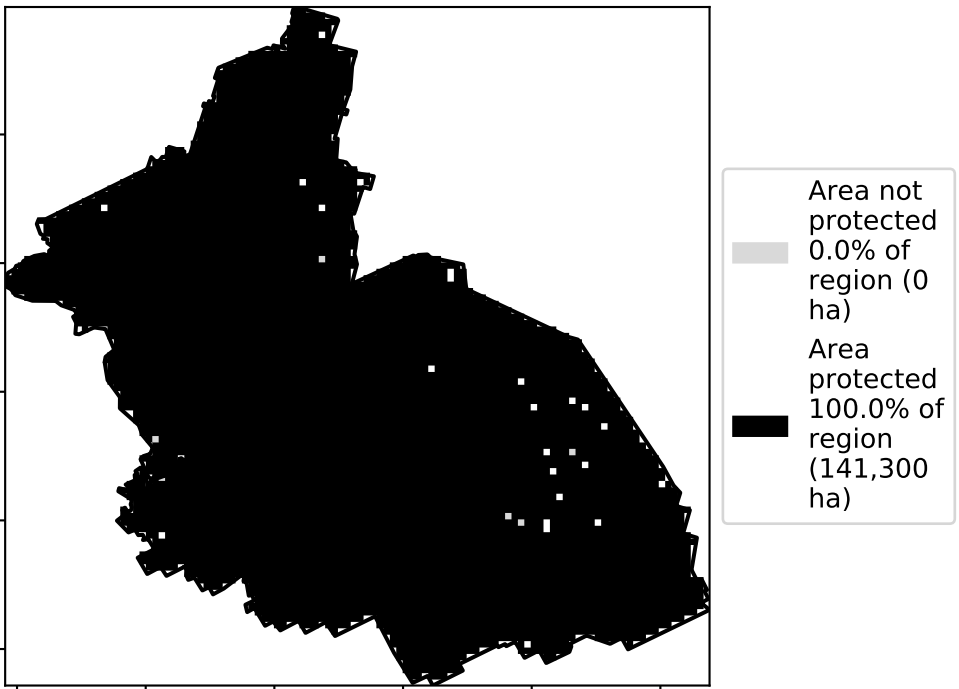 Area not
protected
0.0% of
region (0
ha)
Area
protected
100.0% of
region
(141,300
ha)